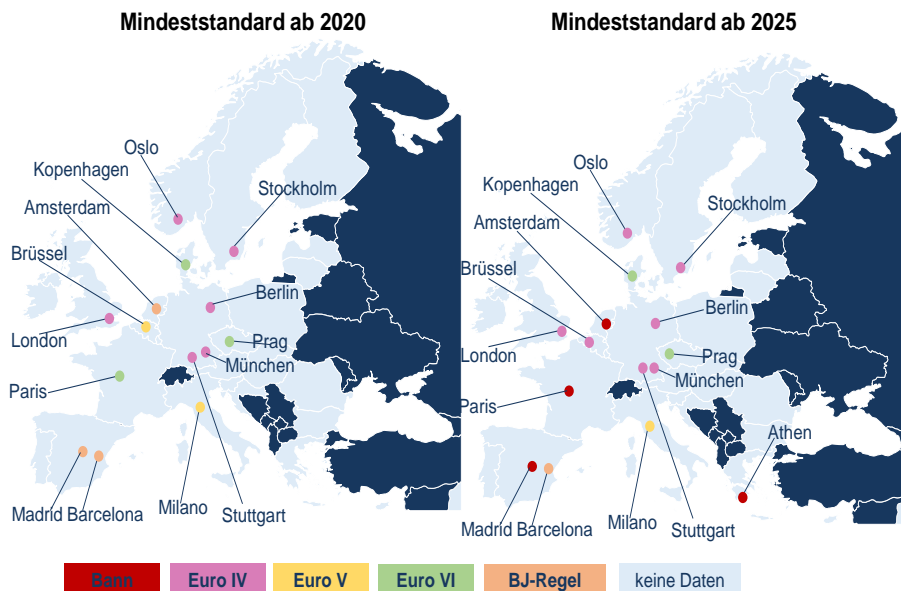 Mindeststandard ab 2020
Oslo
Kopenhagen
Stockholm
Amsterdam
Brüssel
Berlin
London
Prag
München
Paris
Madrid Barcelona
Milano
Stuttgart
Mindeststandard ab 2025
Oslo
Kopenhagen
Stockholm
Amsterdam
Brüssel
Berlin
London
Prag
München
Paris
Athen
Madrid Barcelona
Milano
Stuttgart
Bann Euro IV Euro V Euro VI BJ-Regel keine Daten